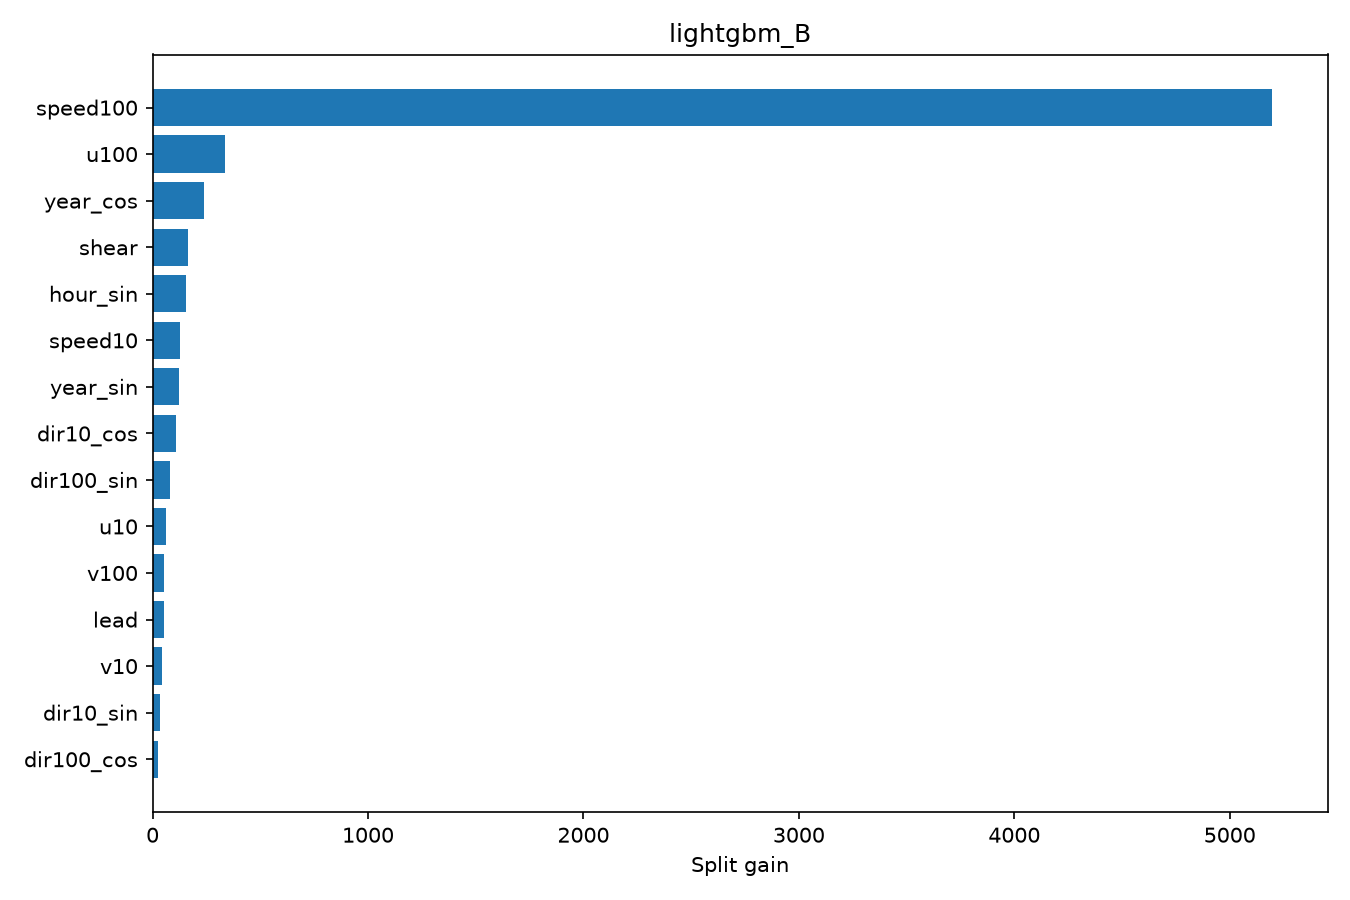 lightgbm_B
speed100
u100
year_cos
shear
hour_sin
speed10
year_sin
dir10_cos
dir100_sin
u10
v100
lead
v10
dir10_sin
dir100_cos
0 1000 2000 3000 4000 5000
Split gain